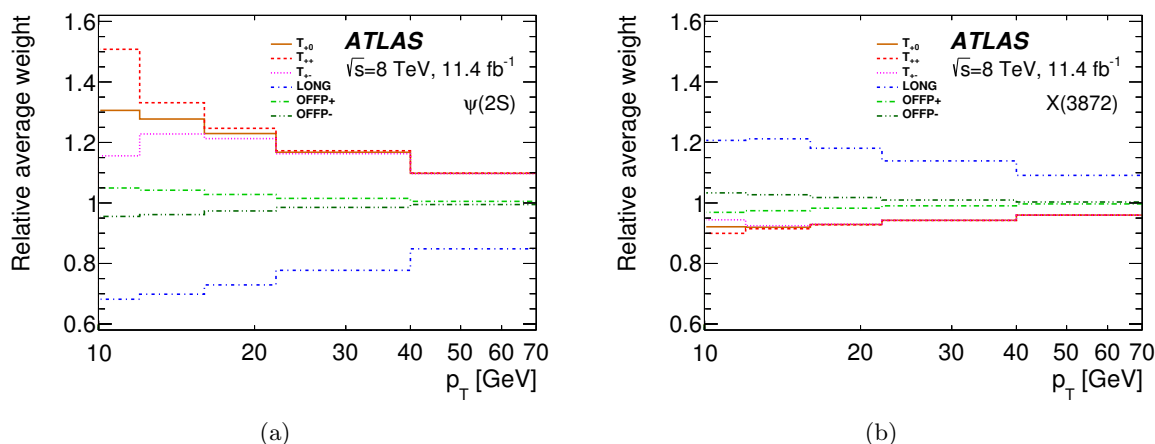 Relative average weight
1.6
1.4
1.2
1
0.8
0.6
T+0
T++
T+-
LONG
OFFP+
OFFP-
ATLAS
√s=8 TeV, 11.4 fb⁻¹
ψ(2S)
10
20
30
40
50
60
70
p_T [GeV]
(a)
Relative average weight
1.6
1.4
1.2
1
0.8
0.6
T+0
T++
T+-
LONG
OFFP+
OFFP-
ATLAS
√s=8 TeV, 11.4 fb⁻¹
X(3872)
10
20
30
40
50
60
70
p_T [GeV]
(b)